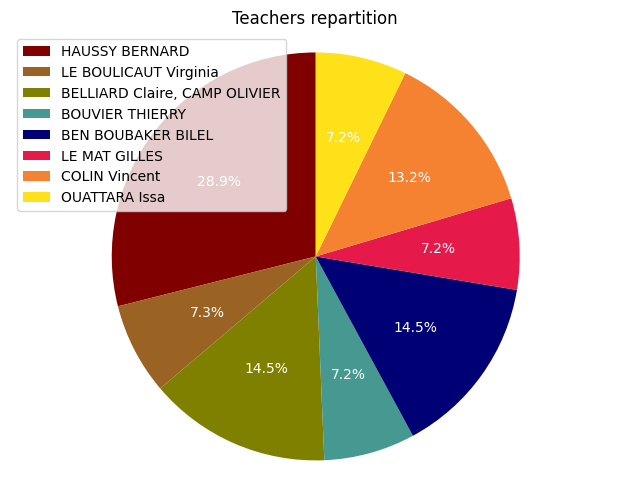 Teachers repartition
HAUSSY BERNARD
LE BOULICAUT Virginia
BELLIARD Claire, CAMP OLIVIER
BOUVIER THIERRY
BEN BOUBAKER BILEL
LE MAT GILLES
COLIN Vincent
OUATTARA Issa
28.9%
7.2%
13.2%
7.2%
14.5%
7.2%
14.5%
7.3%